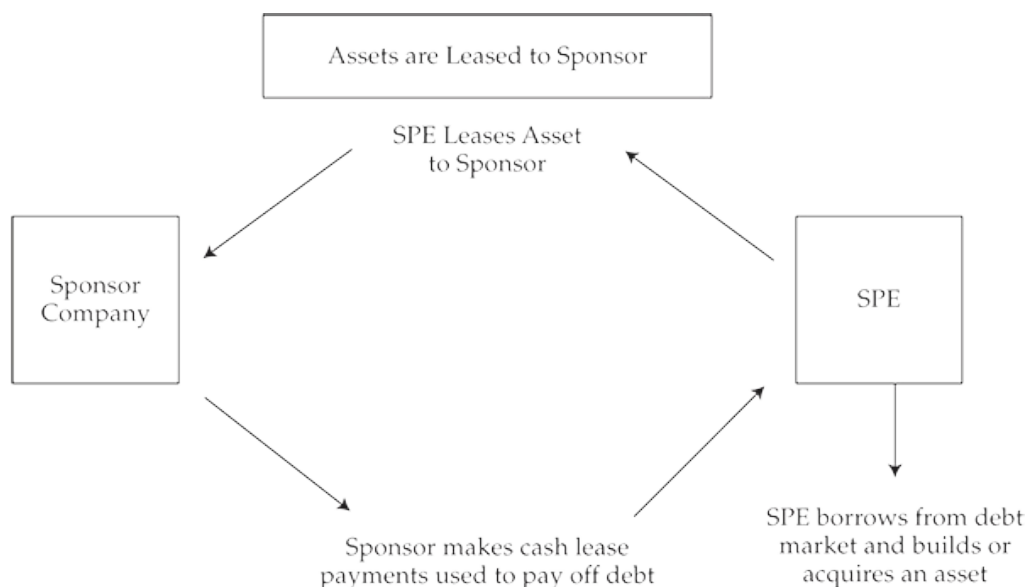 Assets are Leased to Sponsor
SPE Leases Asset
to Sponsor
Sponsor
Company
SPE
Sponsor makes cash lease
payments used to pay off debt
SPE borrows from debt
market and builds or
acquires an asset